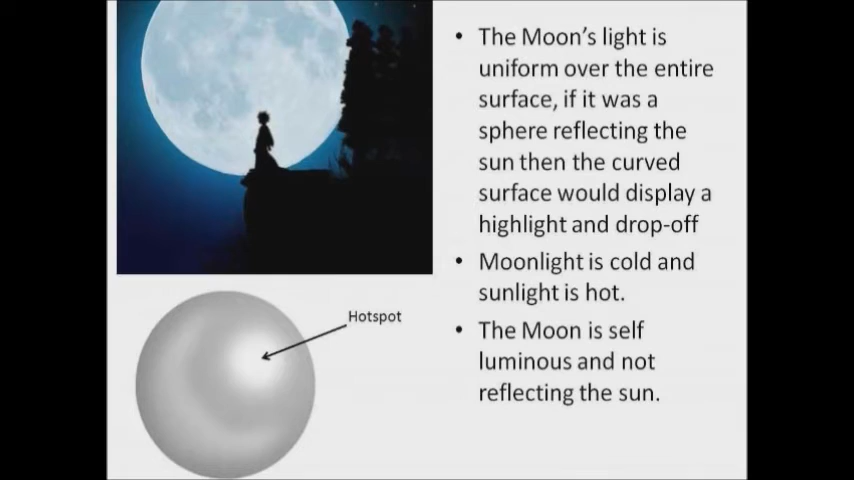 • The Moon's light is
uniform over the entire
surface, if it was a
sphere reflecting the
sun then the curved
surface would display a
highlight and drop-off
• Moonlight is cold and
sunlight is hot.
Hotspot
• The Moon is self
luminous and not
reflecting the sun.